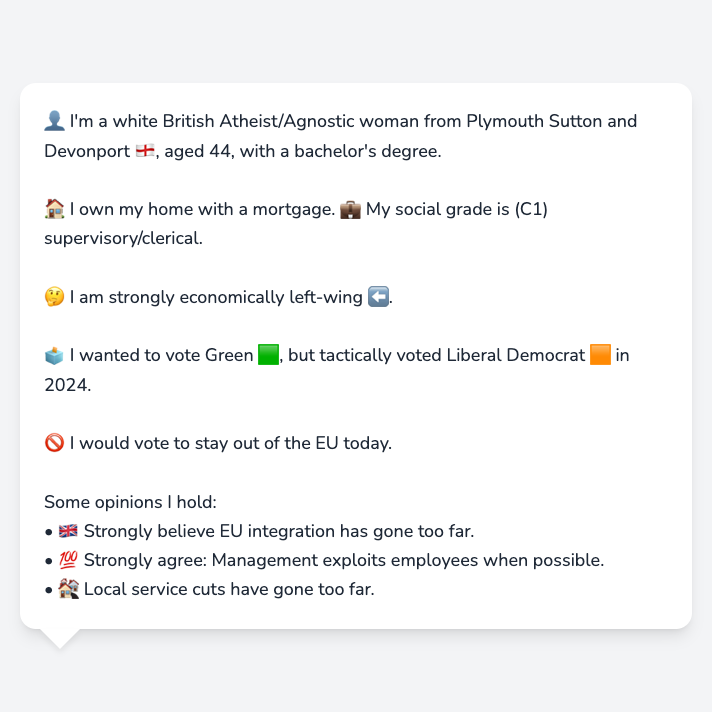 👤 I'm a white British Atheist/Agnostic woman from Plymouth Sutton and
Devonport 🏴󠁧󠁢󠁥󠁮󠁧󠁿, aged 44, with a bachelor's degree.
🏠 I own my home with a mortgage. 💼 My social grade is (C1)
supervisory/clerical.
🤔 I am strongly economically left-wing ⬅️.
🗳️ I wanted to vote Green 🟩, but tactically voted Liberal Democrat 🟧 in
2024.
🚫 I would vote to stay out of the EU today.
Some opinions I hold:
• 🇬🇧 Strongly believe EU integration has gone too far.
• 💯 Strongly agree: Management exploits employees when possible.
• 🏘️ Local service cuts have gone too far.